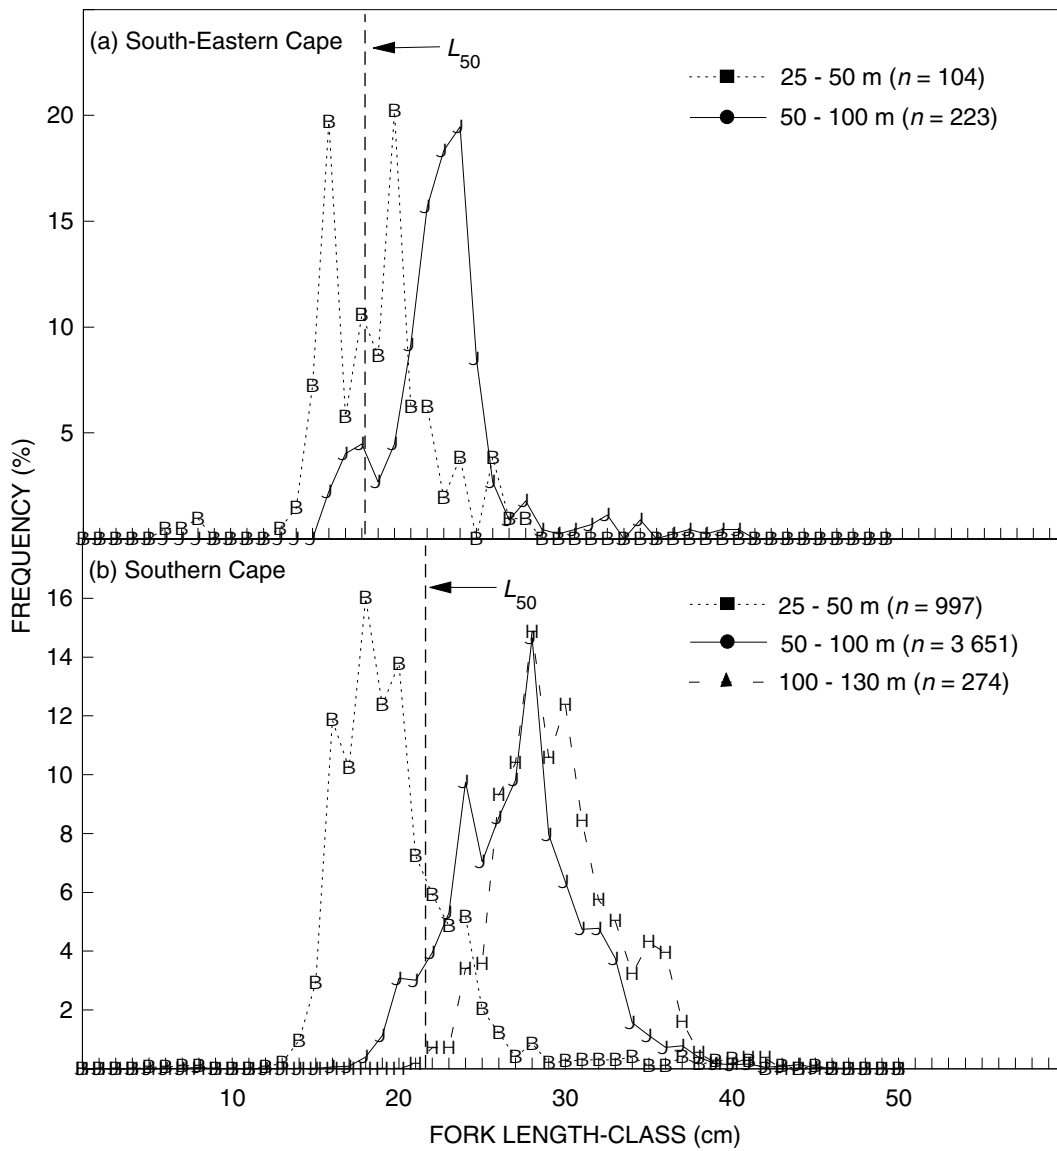 (a) South-Eastern Cape
L50
25 - 50 m (n = 104)
50 - 100 m (n = 223)
20
15
10
5
FREQUENCY (%)
(b) Southern Cape
L50
25 - 50 m (n = 997)
50 - 100 m (n = 3 651)
100 - 130 m (n = 274)
16
14
12
10
8
6
4
2
10 20 30 40 50
FORK LENGTH-CLASS (cm)